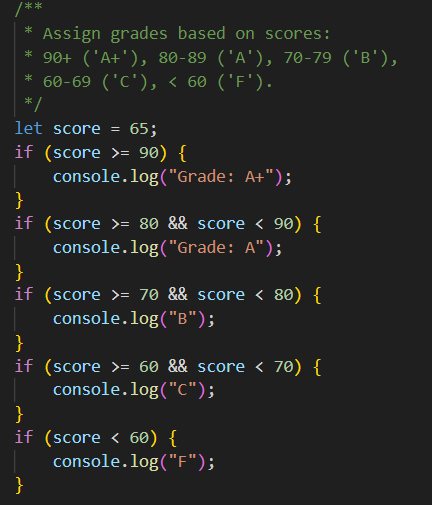 /**
 * Assign grades based on scores:
 * 90+ ('A+'), 80-89 ('A'), 70-79 ('B'),
 * 60-69 ('C'), < 60 ('F').
 */
let score = 65;
if (score >= 90) {
    console.log("Grade: A+");
}
if (score >= 80 && score < 90) {
    console.log("Grade: A");
}
if (score >= 70 && score < 80) {
    console.log("B");
}
if (score >= 60 && score < 70) {
    console.log("C");
}
if (score < 60) {
    console.log("F");
}